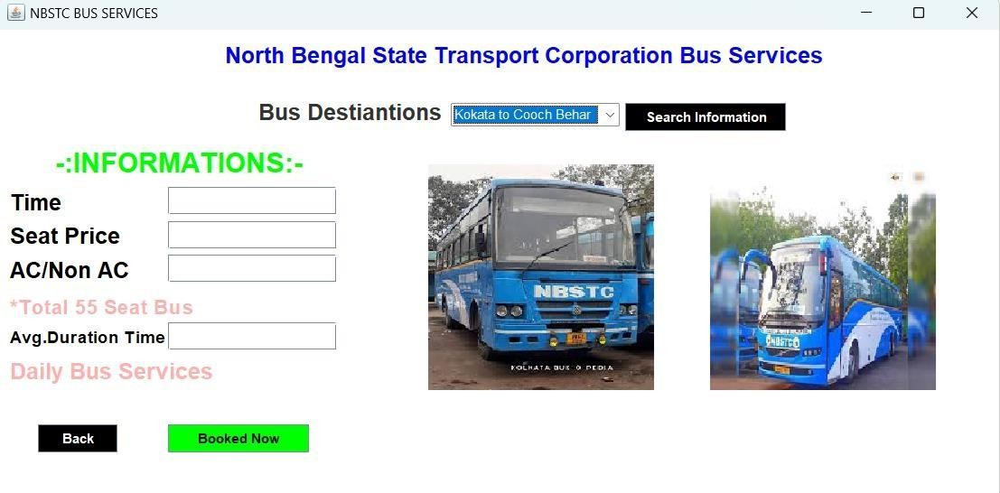 NBSTC BUS SERVICES
North Bengal State Transport Corporation Bus Services
Bus Destiantions Kokata to Cooch Behar Search Information
-:INFORMATIONS:-
Time
Seat Price
AC/Non AC
*Total 55 Seat Bus
Avg.Duration Time
Daily Bus Services
NBSTC
KOLKATA BUS O PEDIA
NBSTC
Back Booked Now